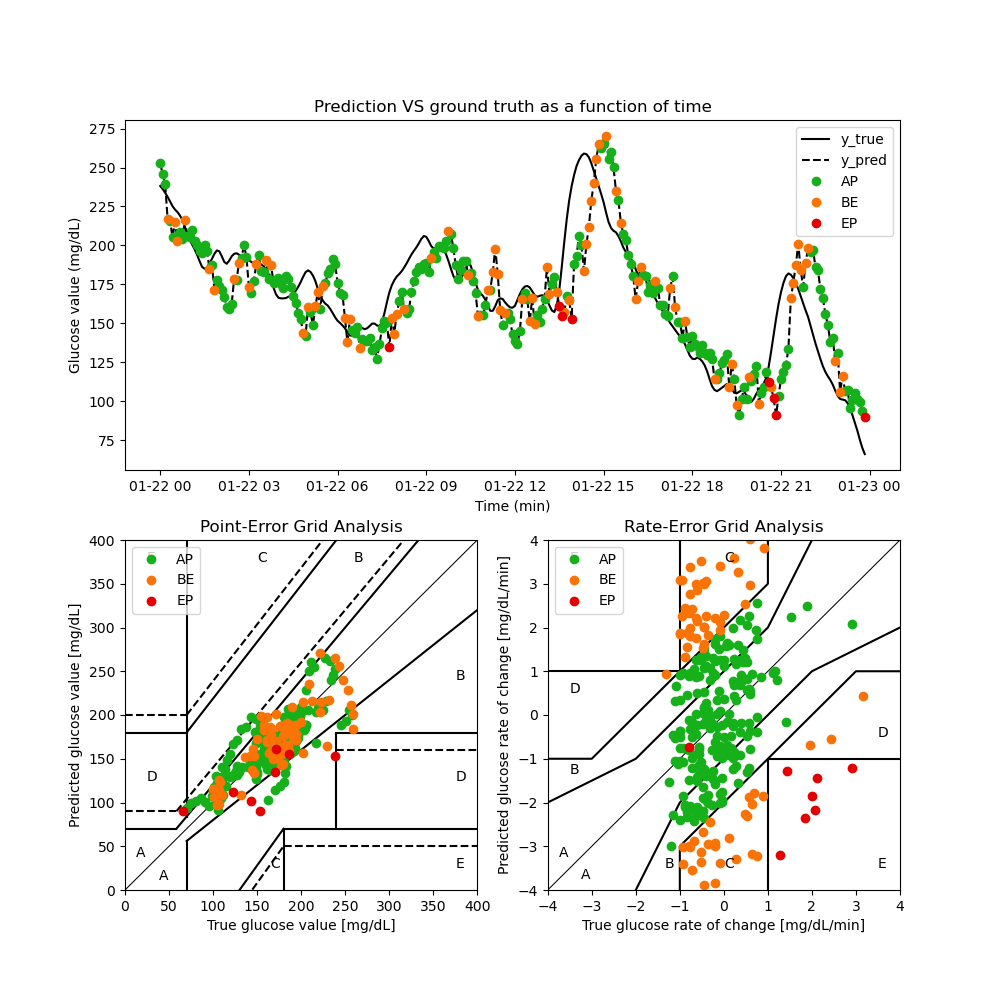 Prediction VS ground truth as a function of time
Glucose value (mg/dL)
275
250
225
200
175
150
125
100
75
y_true
y_pred
AP
BE
EP
01-22 00 01-22 03 01-22 06 01-22 09 01-22 12 01-22 15 01-22 18 01-22 21 01-23 00
Time (min)
Point-Error Grid Analysis
Predicted glucose value [mg/dL]
400
350
300
250
200
150
100
50
0
AP
BE
EP
C
B
B
D
D
A
A
C
E
0 50 100 150 200 250 300 350 400
True glucose value [mg/dL]
Rate-Error Grid Analysis
Predicted glucose rate of change [mg/dL/min]
4
3
2
1
0
−1
−2
−3
−4
AP
BE
EP
C
D
D
B
A
A
B
C
E
−4 −3 −2 −1 0 1 2 3 4
True glucose rate of change [mg/dL/min]